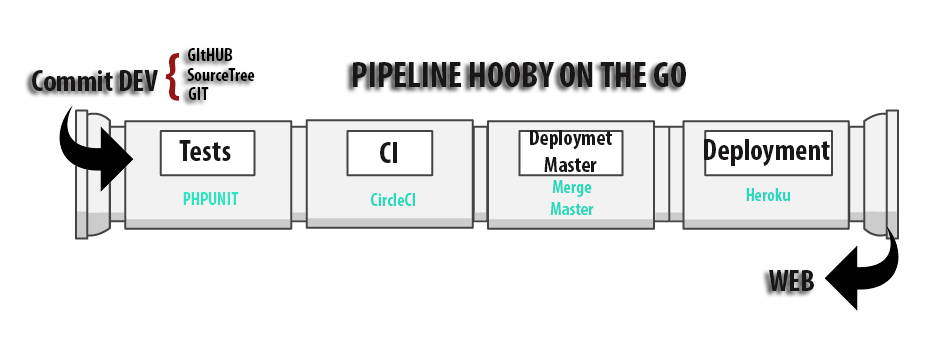 GItHUB
SourceTree
GIT
Commit DEV
PIPELINE HOOBY ON THE GO
Tests
PHPUNIT
CI
CircleCI
Deploymet
Master
Merge
Master
Deployment
Heroku
WEB